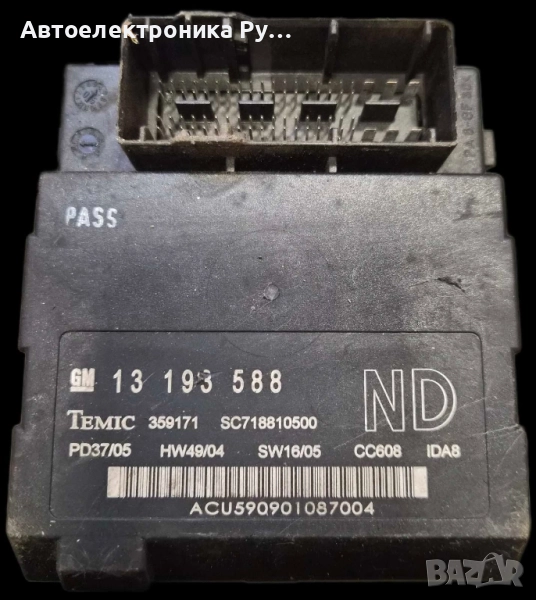 Автоелектроника Ру...
PASS
GM 13 193 588
ND
TEMIC 359171 SC718810500
PD37/05 HW49/04 SW16/05 CC608 IDA8
ACU590901087004
BAZAR